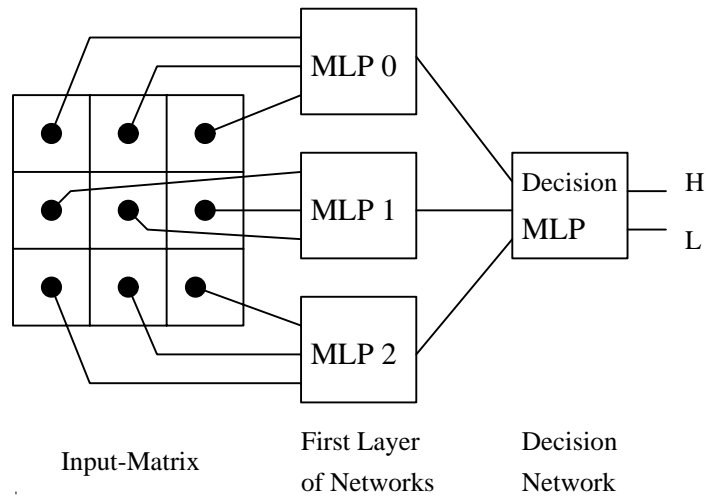 MLP 0
MLP 1
MLP 2
Decision
MLP
H
L
Input-Matrix
First Layer
of Networks
Decision
Network